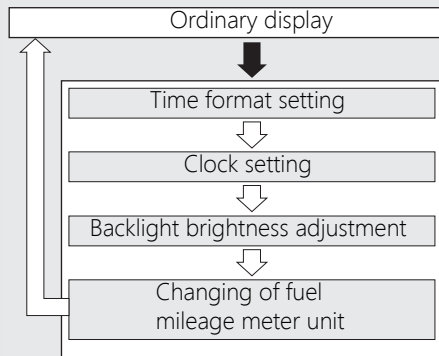 Ordinary display
Time format setting
Clock setting
Backlight brightness adjustment
Changing of fuel
mileage meter unit